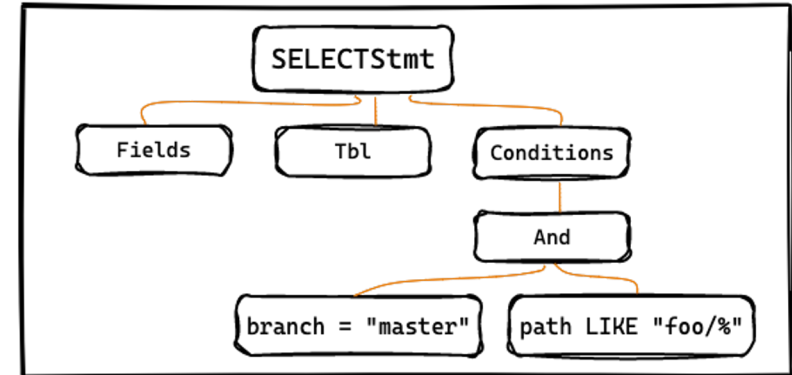 SELECTStmt
Fields
Tbl
Conditions
And
branch = "master"
path LIKE "foo/%"